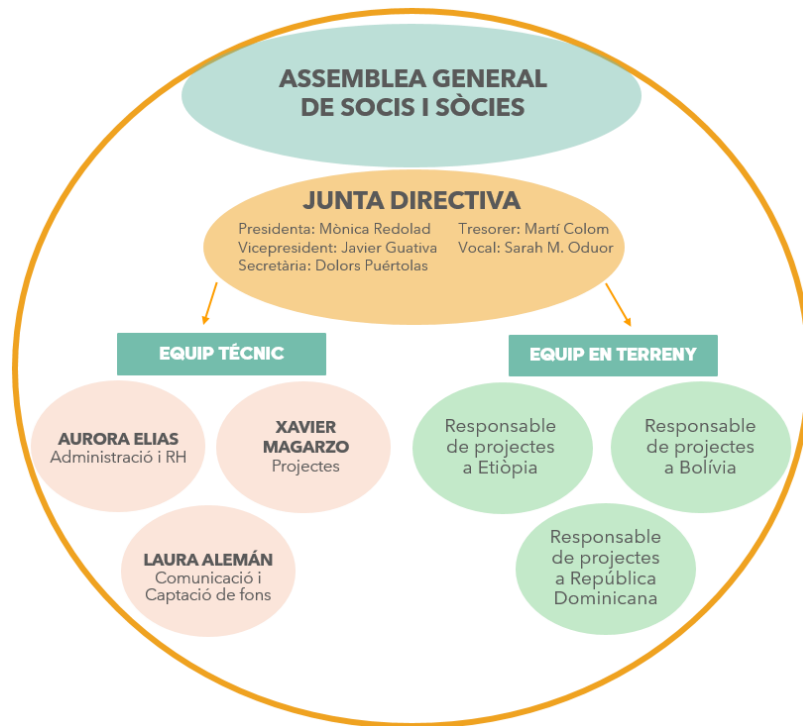 ASSEMBLEA GENERAL
DE SOCIS I SÒCIES
JUNTA DIRECTIVA
Presidenta: Mònica Redolad
Vicepresident: Javier Guativa
Secretària: Dolors Puértolas
Tresorer: Martí Colom
Vocal: Sarah M. Oduor
EQUIP TÉCNIC
AURORA ELIAS
Administració i RH
XAVIER
MAGARZO
Projectes
LAURA ALEMÁN
Comunicació i
Captació de fons
EQUIP EN TERRENY
Responsable
de projectes
a Etiòpia
Responsable
de projectes
a Bolívia
Responsable
de projectes
a República
Dominicana